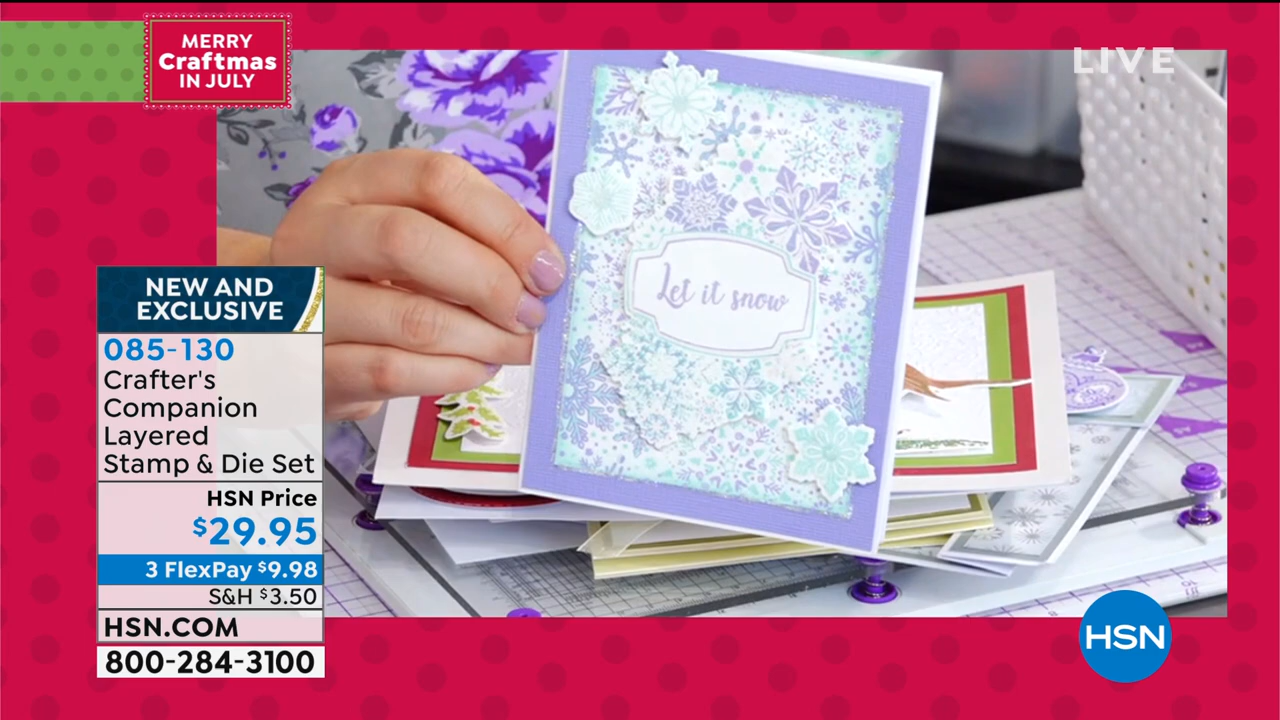 MERRY
Craftmas
IN JULY
LIVE
Let it snow
NEW AND
EXCLUSIVE
085-130
Crafter's
Companion
Layered
Stamp & Die Set
HSN Price
$29.95
3 FlexPay $9.98
S&H $3.50
HSN.COM
800-284-3100
HSN